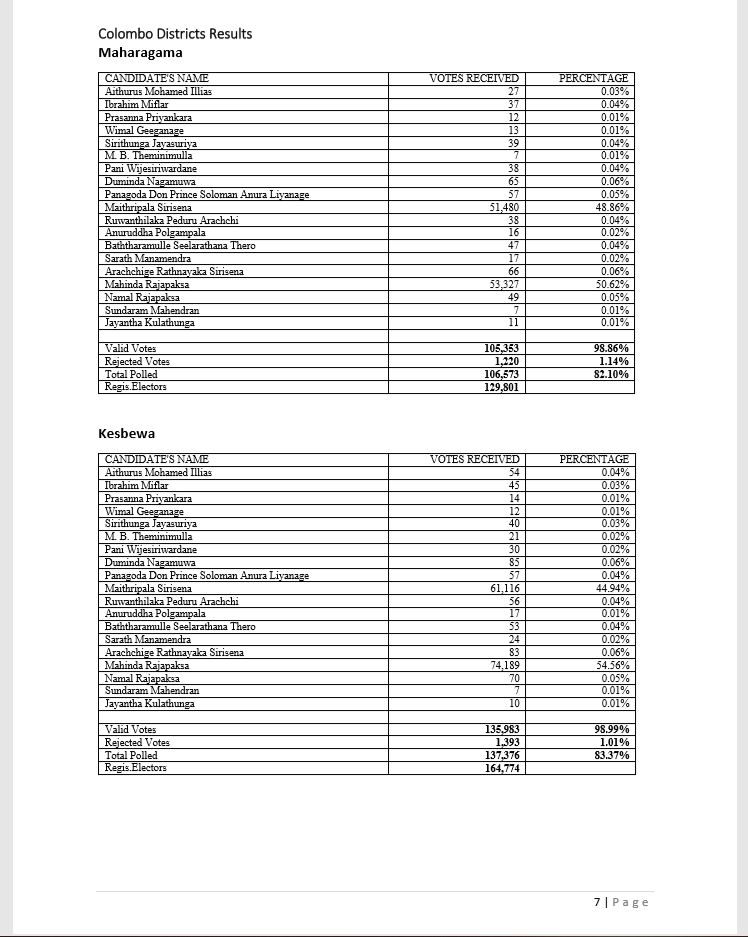 Colombo Districts Results
Maharagama
CANDIDATE'S NAME VOTES RECEIVED PERCENTAGE
Aithurus Mohamed Illias 27 0.03%
Ibrahim Miflar 37 0.04%
Prasanna Priyankara 12 0.01%
Wimal Geeganage 13 0.01%
Sirithunga Jayasuriya 39 0.04%
M. B. Theminimulla 7 0.01%
Pani Wijesiriwardane 38 0.04%
Duminda Nagamuwa 65 0.06%
Panagoda Don Prince Soloman Anura Liyanage 57 0.05%
Maithripala Sirisena 51,480 48.86%
Ruwanthilaka Peduru Arachchi 38 0.04%
Anuruddha Polgampala 16 0.02%
Baththaramulle Seelarathana Thero 47 0.04%
Sarath Manamendra 17 0.02%
Arachchige Rathnayaka Sirisena 66 0.06%
Mahinda Rajapaksa 53,327 50.62%
Namal Rajapaksa 49 0.05%
Sundaram Mahendran 7 0.01%
Jayantha Kulathunga 11 0.01%
Valid Votes 105,353 98.86%
Rejected Votes 1,220 1.14%
Total Polled 106,573 82.10%
Regis.Electors 129,801
Kesbewa
CANDIDATE'S NAME VOTES RECEIVED PERCENTAGE
Aithurus Mohamed Illias 54 0.04%
Ibrahim Miflar 45 0.03%
Prasanna Priyankara 14 0.01%
Wimal Geeganage 12 0.01%
Sirithunga Jayasuriya 40 0.03%
M. B. Theminimulla 21 0.02%
Pani Wijesiriwardane 30 0.02%
Duminda Nagamuwa 85 0.06%
Panagoda Don Prince Soloman Anura Liyanage 57 0.04%
Maithripala Sirisena 61,116 44.94%
Ruwanthilaka Peduru Arachchi 56 0.04%
Anuruddha Polgampala 17 0.01%
Baththaramulle Seelarathana Thero 53 0.04%
Sarath Manamendra 24 0.02%
Arachchige Rathnayaka Sirisena 83 0.06%
Mahinda Rajapaksa 74,189 54.56%
Namal Rajapaksa 70 0.05%
Sundaram Mahendran 7 0.01%
Jayantha Kulathunga 10 0.01%
Valid Votes 135,983 98.99%
Rejected Votes 1,393 1.01%
Total Polled 137,376 83.37%
Regis.Electors 164,774
7 | Page